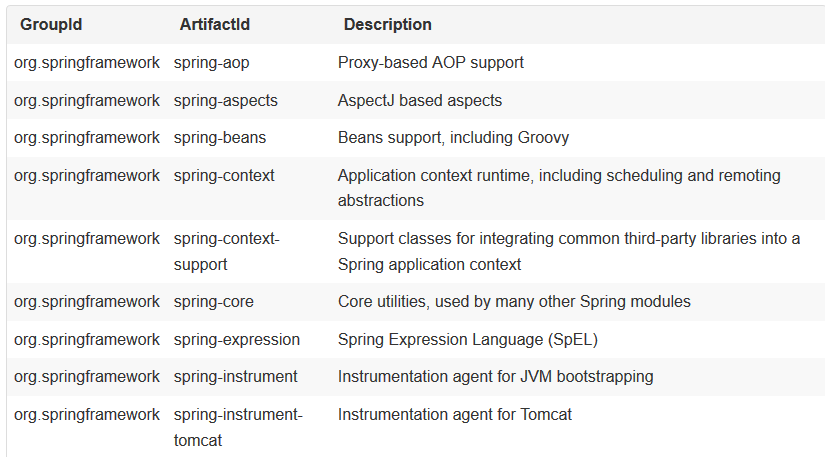 GroupId ArtifactId Description
org.springframework spring-aop Proxy-based AOP support
org.springframework spring-aspects AspectJ based aspects
org.springframework spring-beans Beans support, including Groovy
org.springframework spring-context Application context runtime, including scheduling and remoting
abstractions
org.springframework spring-context- Support classes for integrating common third-party libraries into a
support Spring application context
org.springframework spring-core Core utilities, used by many other Spring modules
org.springframework spring-expression Spring Expression Language (SpEL)
org.springframework spring-instrument Instrumentation agent for JVM bootstrapping
org.springframework spring-instrument- Instrumentation agent for Tomcat
tomcat